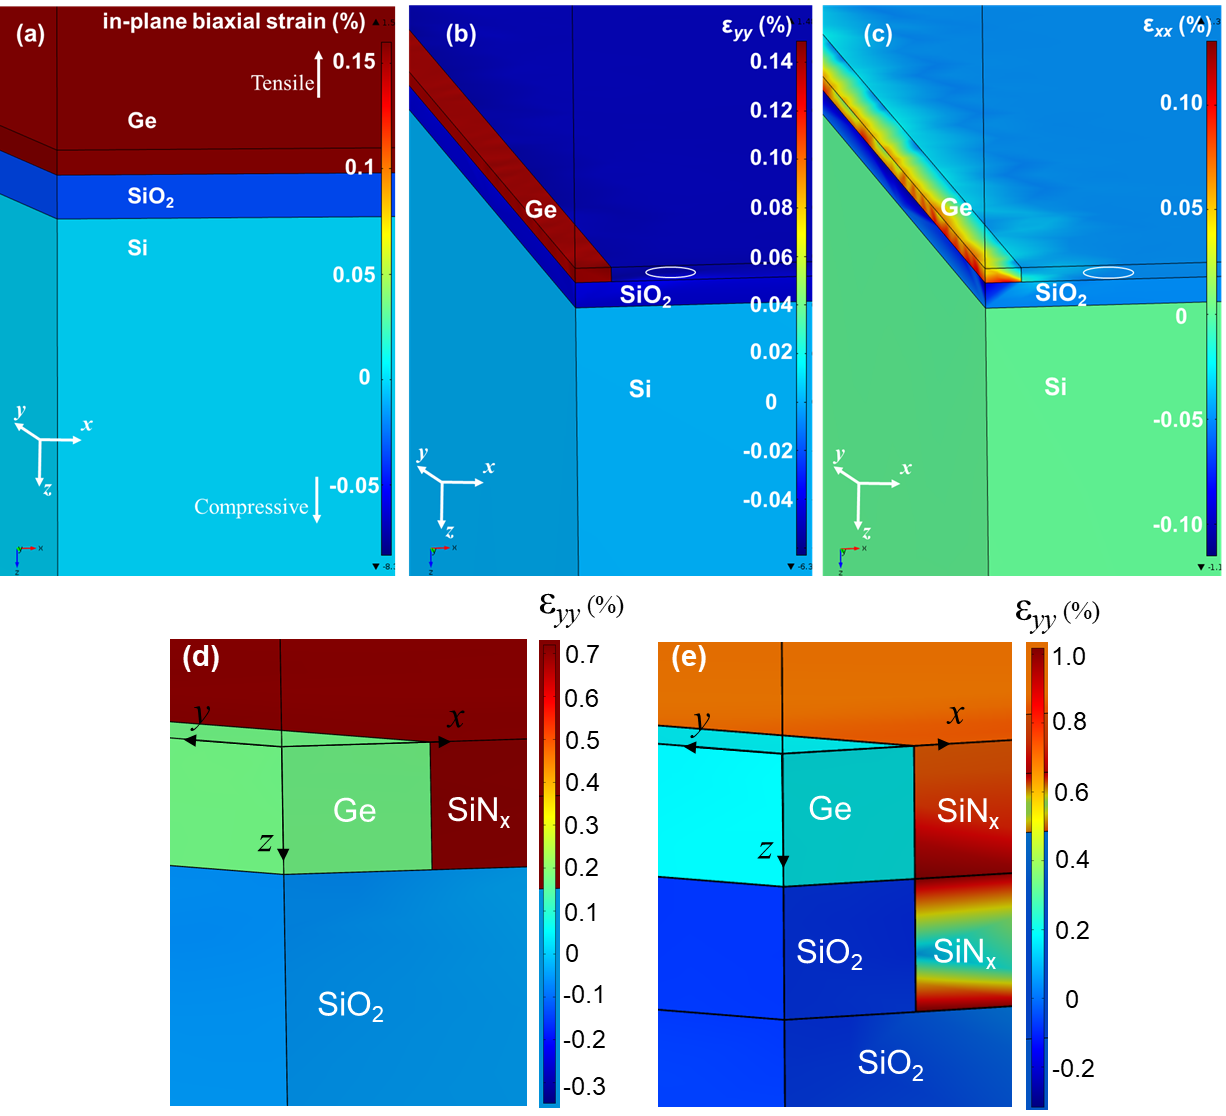 (a)
in-plane biaxial strain (%)
0.15
Tensile
Ge
0.1
SiO2
Si
0.05
0
y
x
z
-0.05
Compressive
y x
z
(b)
εyy (%)
0.14
0.12
0.10
0.08
Ge
0.06
SiO2
0.04
0.02
Si
0
-0.02
y
x
z
-0.04
y x
z
(c)
εxx (%)
0.10
0.05
Ge
SiO2
0
Si
-0.05
y
x
z
-0.10
y x
z
εyy (%)
(d)
0.7
0.6
0.5
0.4
0.3
0.2
0.1
0
-0.1
-0.2
-0.3
y
x
Ge
SiNx
z
SiO2
εyy (%)
(e)
1.0
0.8
0.6
0.4
0.2
0
-0.2
y
x
Ge
SiNx
z
SiO2
SiNx
SiO2